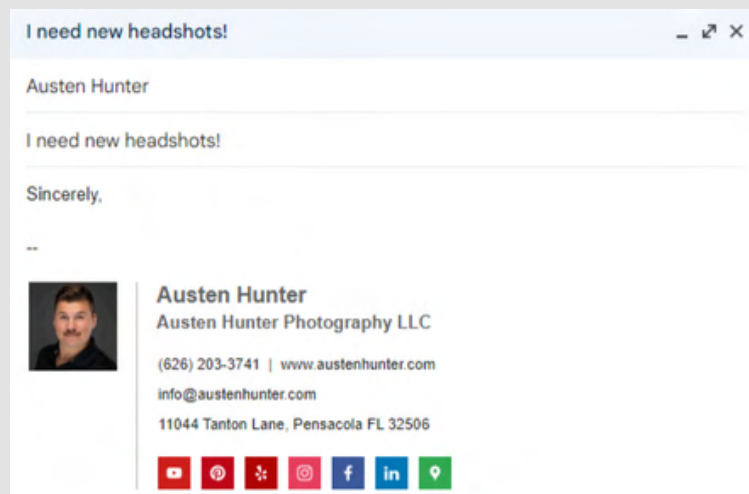 I need new headshots!
Austen Hunter
I need new headshots!
Sincerely,
--
Austen Hunter
Austen Hunter Photography LLC
(626) 203-3741 | www.austenhunter.com
info@austenhunter.com
11044 Tanton Lane, Pensacola FL 32506